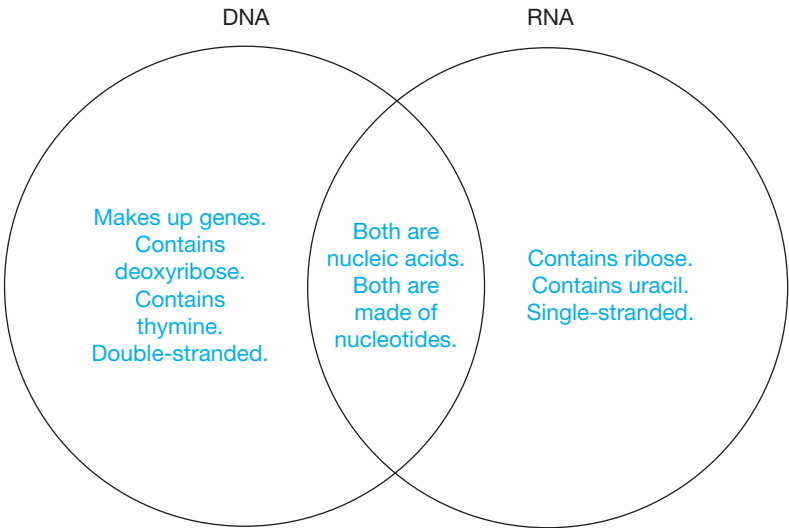 DNA
RNA
Makes up genes.
Contains
deoxyribose.
Contains
thymine.
Double-stranded.
Both are
nucleic acids.
Both are
made of
nucleotides.
Contains ribose.
Contains uracil.
Single-stranded.